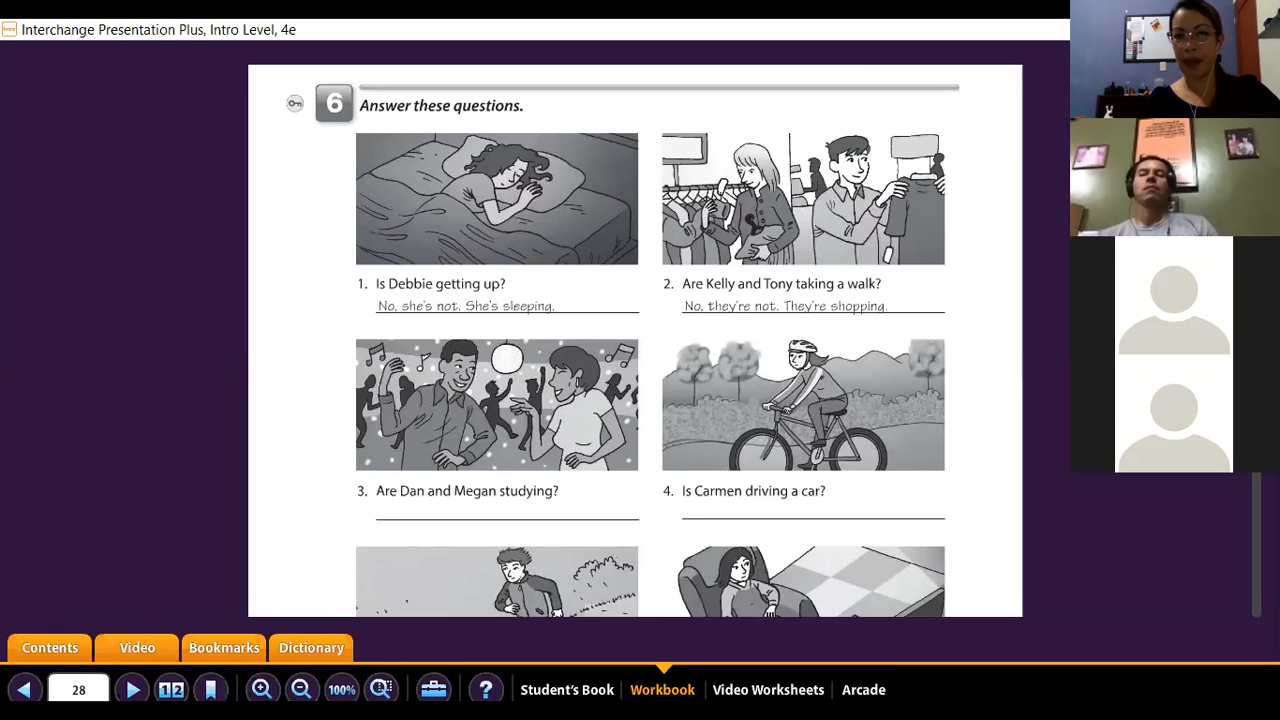 Interchange Presentation Plus, Intro Level, 4e
6 Answer these questions.
1. Is Debbie getting up?
No, she's not. She's sleeping.
2. Are Kelly and Tony taking a walk?
No, they're not. They're shopping.
3. Are Dan and Megan studying?
4. Is Carmen driving a car?
Contents Video Bookmarks Dictionary
28 12 100% ? Student's Book Workbook Video Worksheets Arcade